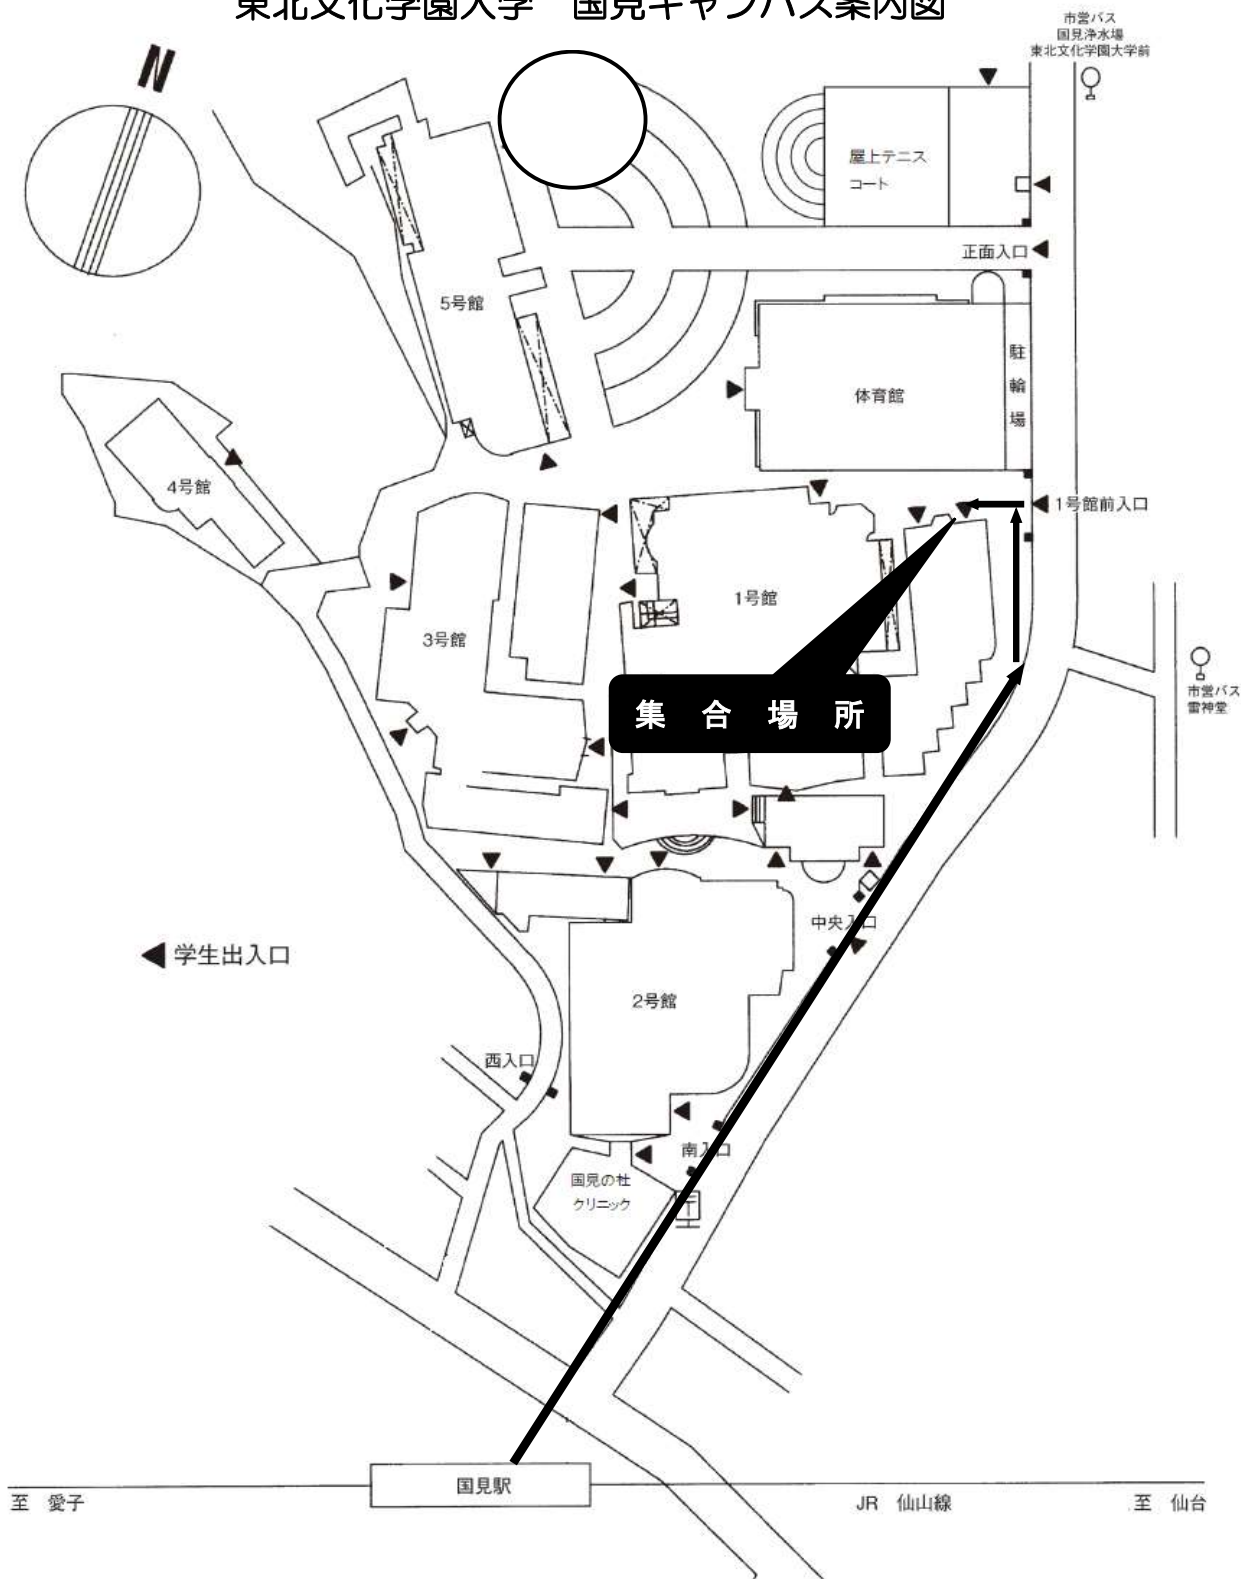 東北文化学園大学　国見キャンパス案内図
市営バス
国見浄水場
東北文化学園大学前
N
屋上テニス
コート
正面入口
5号館
駐輪場
体育館
4号館
1号館前入口
1号館
3号館
市営バス
雷神堂
集 合 場 所
中央入口
学生出入口
2号館
西入口
南入口
国見の杜
クリニック
国見駅
至 愛子
JR 仙山線
至 仙台